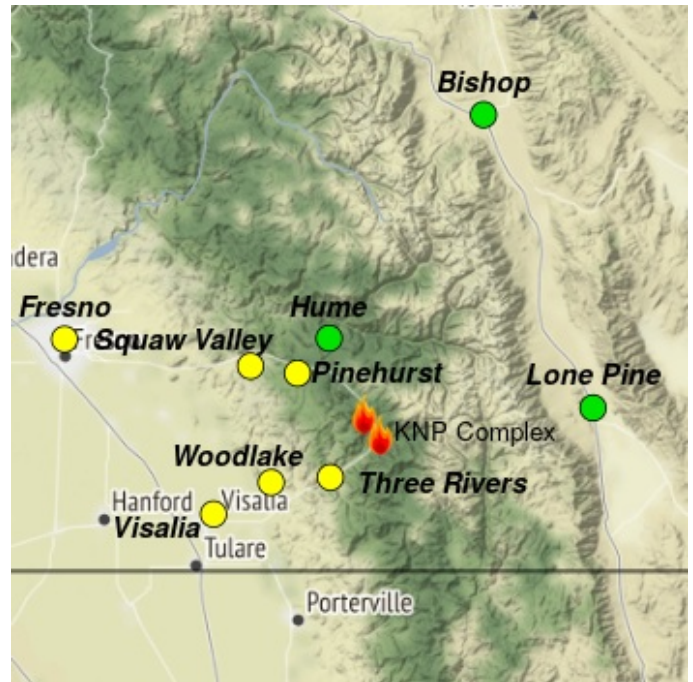 Bishop
dera
Fresno
Hume
Squaw Valley
Pinehurst
Lone Pine
KNP Complex
Woodlake
Three Rivers
Hanford
Visalia
Visalia
Tulare
Porterville